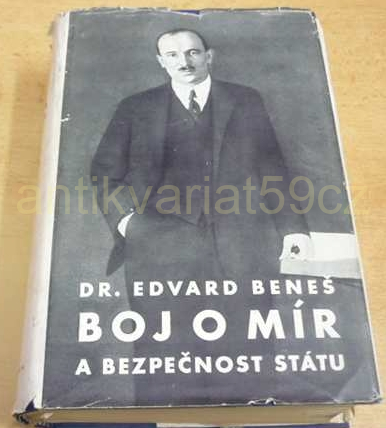 antikvariat59cz
DR. EDVARD BENEŠ
BOJ O MÍR
A BEZPEČNOST STÁTU